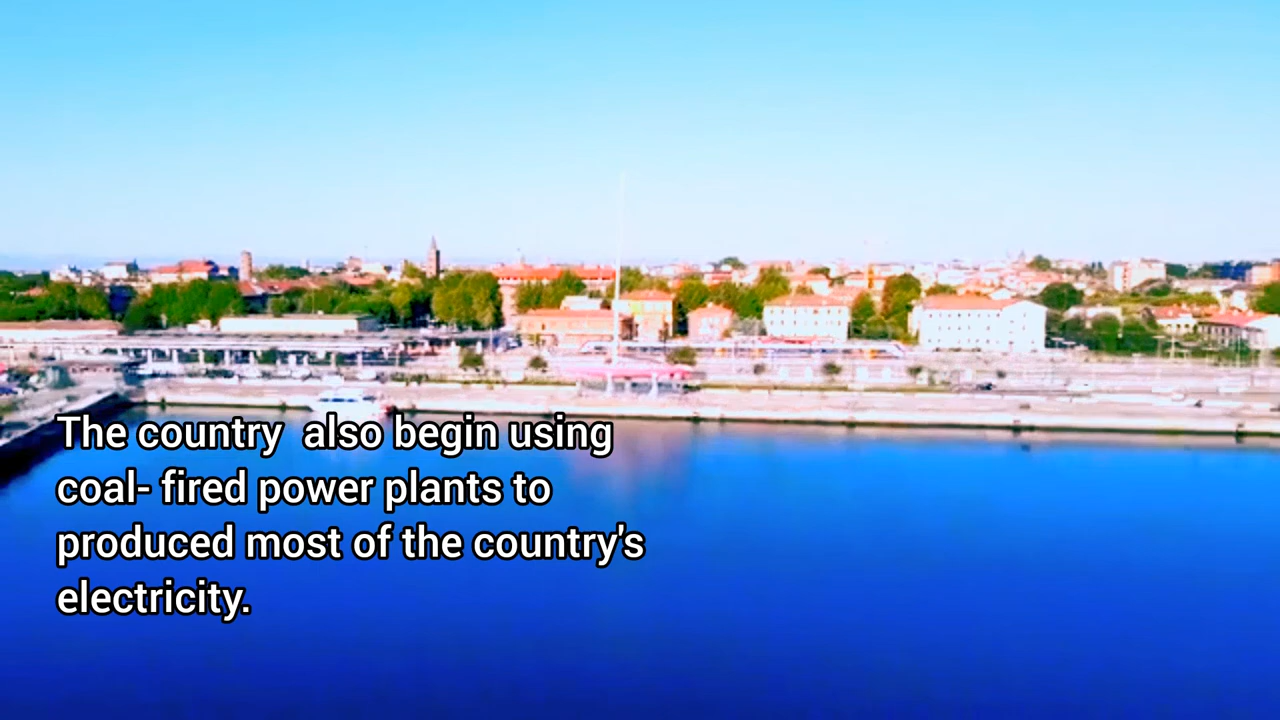 The country  also begin using
coal- fired power plants to
produced most of the country's
electricity.